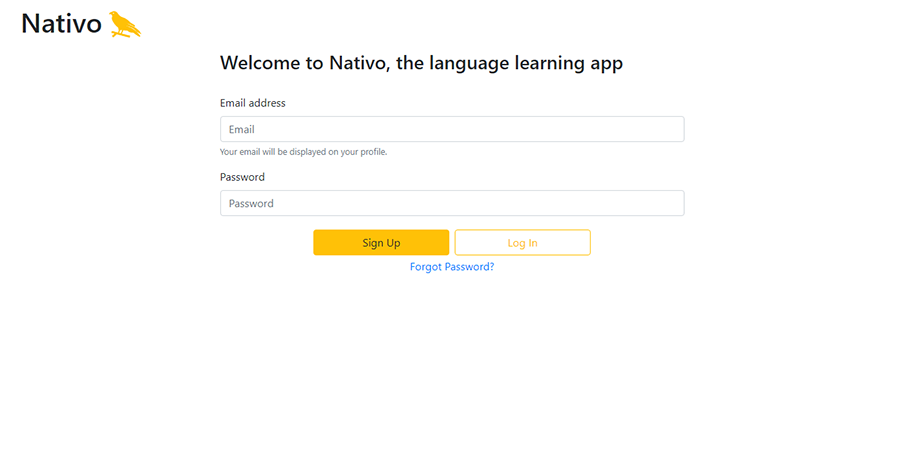 Nativo
Welcome to Nativo, the language learning app
Email address
Email
Your email will be displayed on your profile.
Password
Password
Sign Up
Log In
Forgot Password?